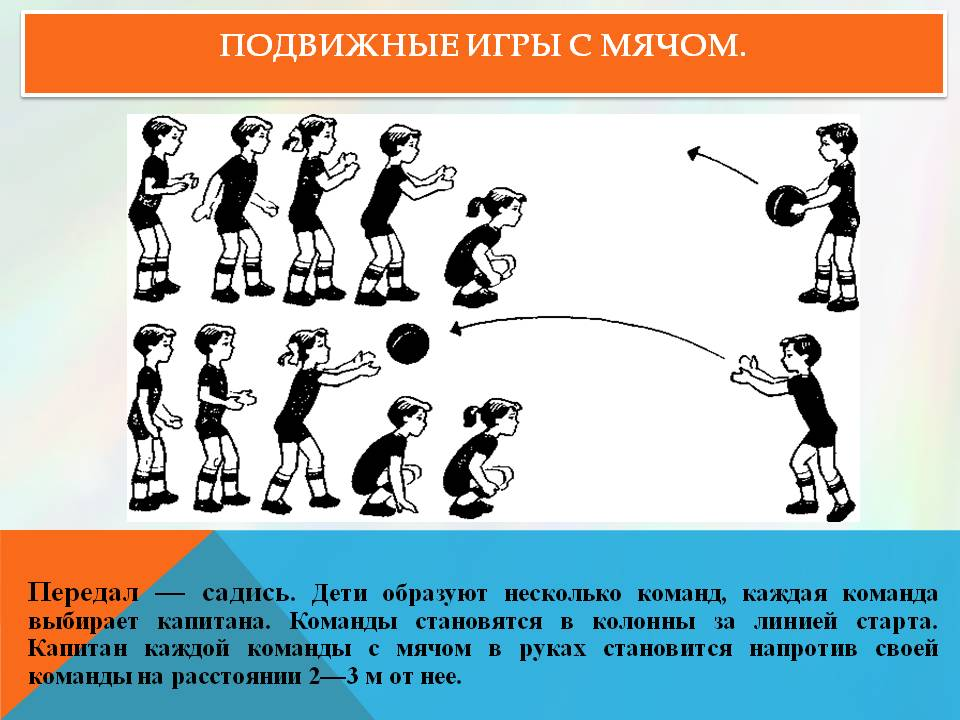 ПОДВИЖНЫЕ ИГРЫ С МЯЧОМ.
Передал — садись. Дети образуют несколько команд, каждая команда
выбирает капитана. Команды становятся в колонны за линией старта.
Капитан каждой команды с мячом в руках становится напротив своей
команды на расстоянии 2—3 м от нее.